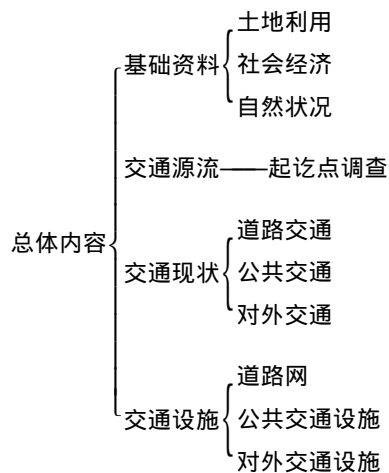 总体内容
基础资料
土地利用
社会经济
自然状况
交通源流——起讫点调查
交通现状
道路交通
公共交通
对外交通
交通设施
道路网
公共交通设施
对外交通设施